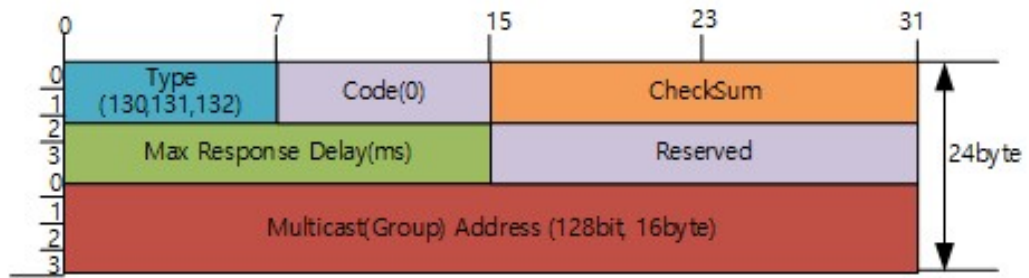 0 7 15 23 31
0
Type
(130,131,132)
Code(0)
CheckSum
1
2
Max Response Delay(ms)
Reserved
3
24byte
0
1
Multicast(Group) Address (128bit, 16byte)
2
3